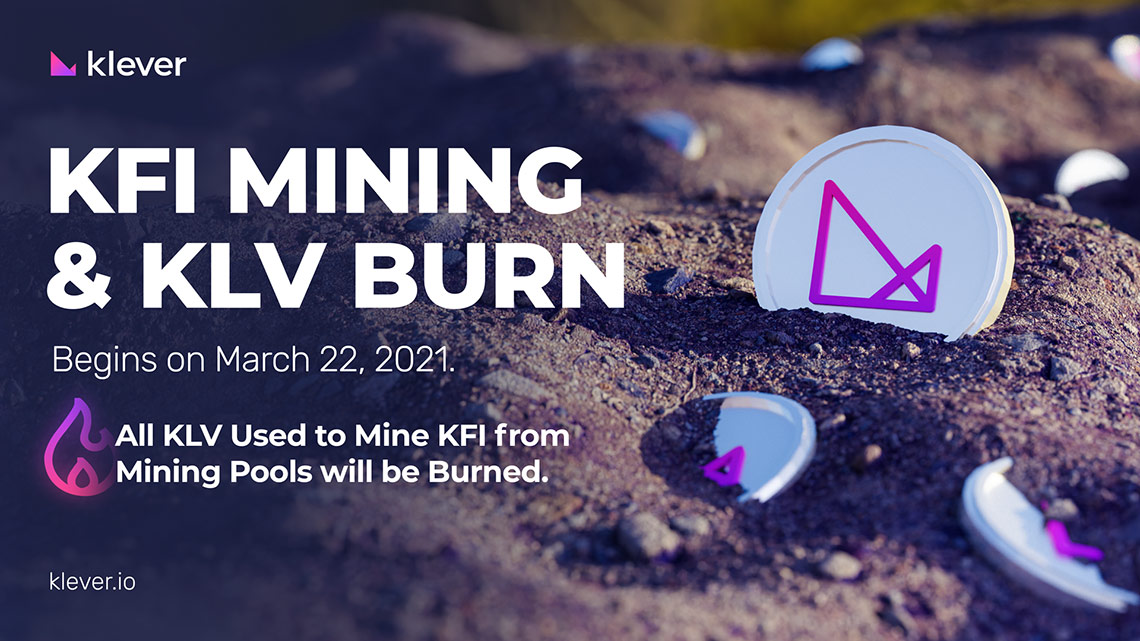 klever
KFI MINING
& KLV BURN
Begins on March 22, 2021.
All KLV Used to Mine KFI from
Mining Pools will be Burned.
klever.io